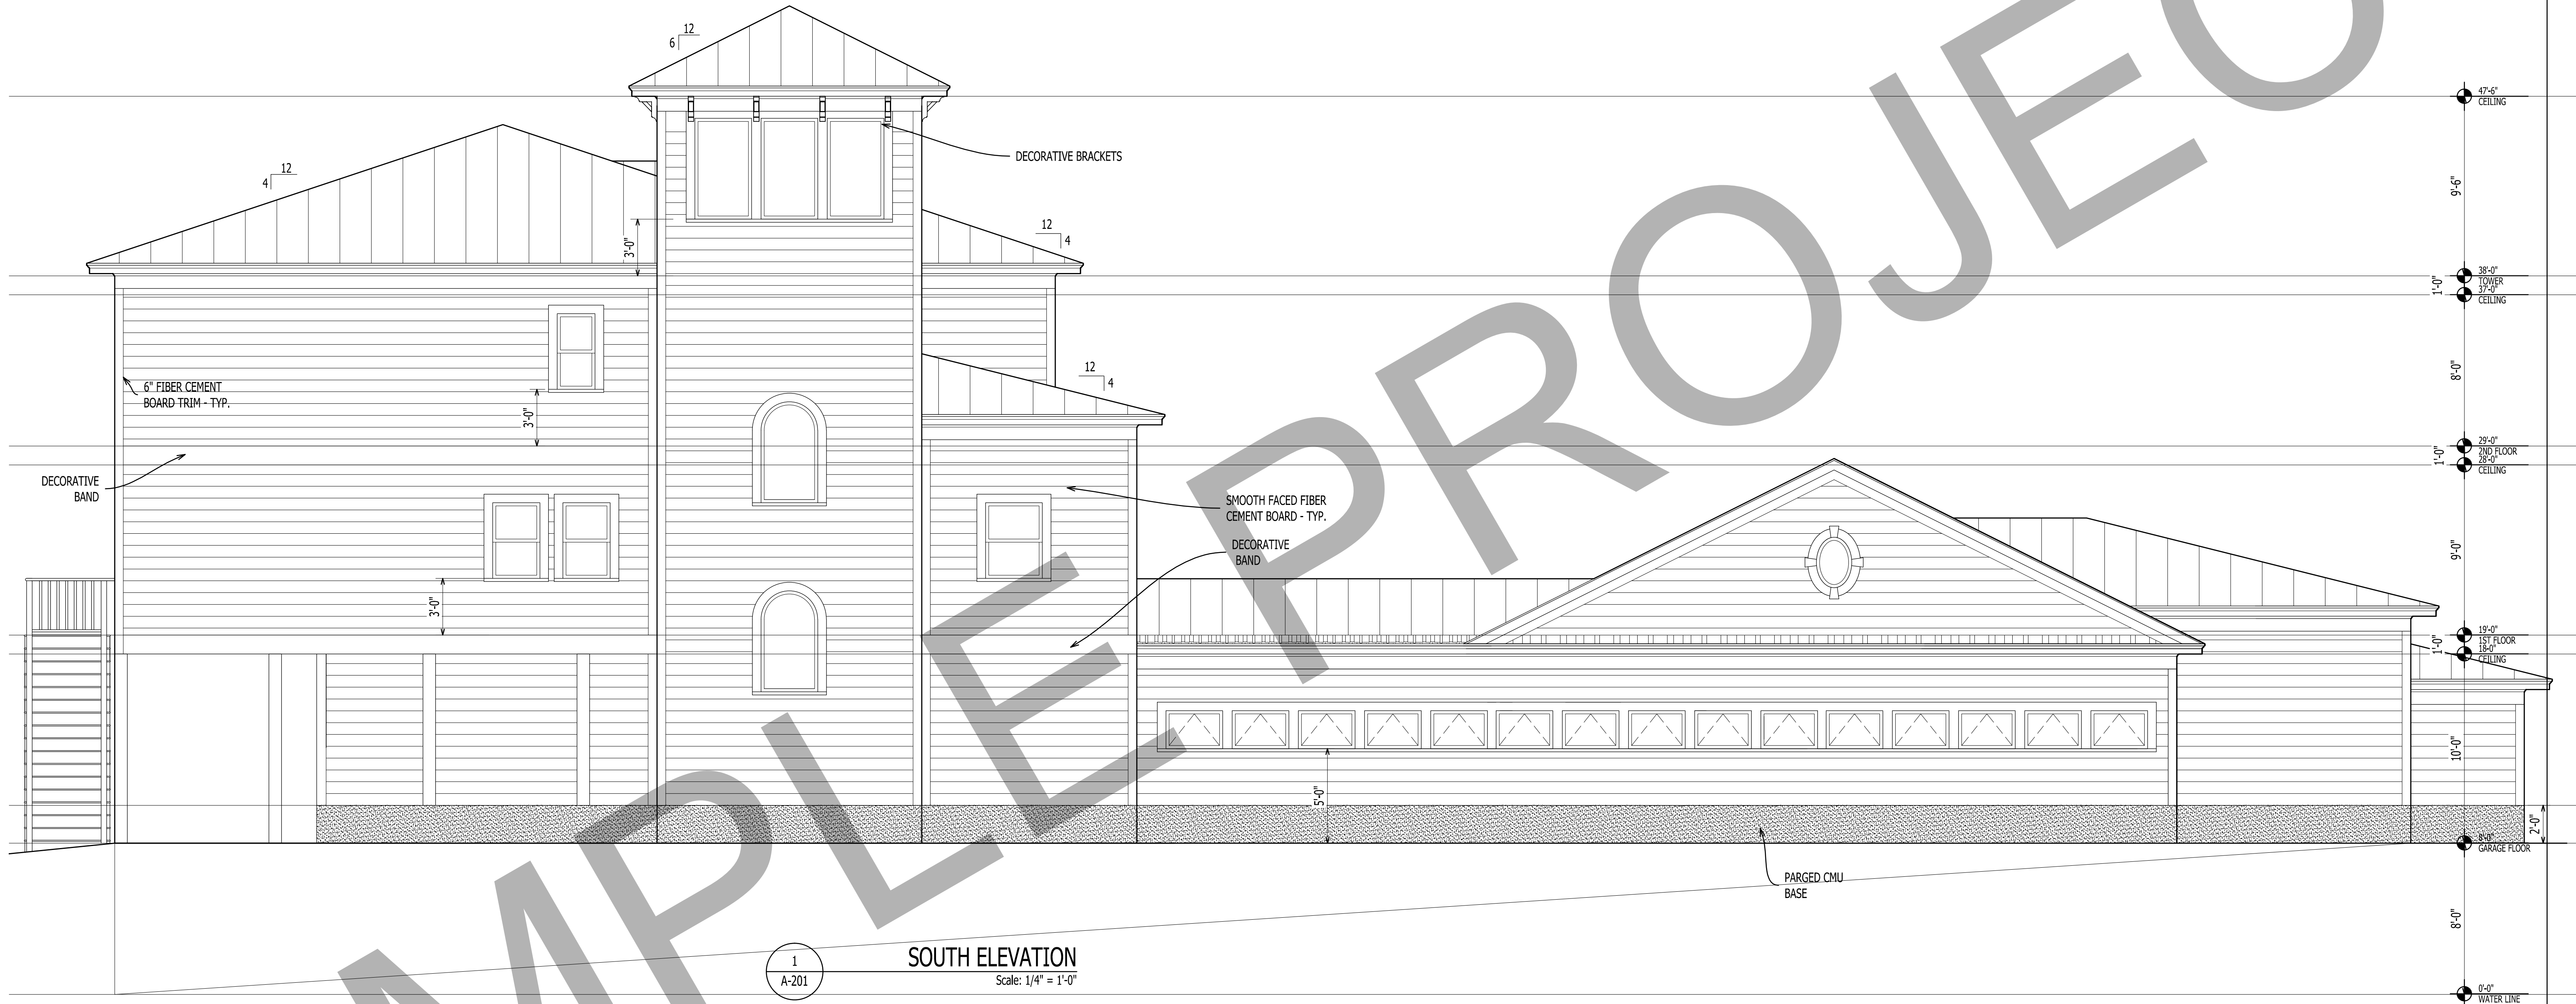 12
6
47'-6"
CEILING
DECORATIVE BRACKETS
12
4
9'-6"
12
4
3'-0"
38'-0"
TOWER
1'-0"
37'-0"
CEILING
12
4
6" FIBER CEMENT
BOARD TRIM - TYP.
3'-0"
8'-0"
29'-0"
2ND FLOOR
1'-0"
28'-0"
CEILING
DECORATIVE
BAND
SMOOTH FACED FIBER
CEMENT BOARD - TYP.
DECORATIVE
BAND
9'-0"
3'-0"
19'-0"
1ST FLOOR
1'-0"
18-0"
CEILING
10'-0"
5'-0"
2'-0"
8'-0"
GARAGE FLOOR
PARGED CMU
BASE
8'-0"
1
A-201
SOUTH ELEVATION
Scale: 1/4" = 1'-0"
0'-0"
WATER LINE
MPLE PROJEC